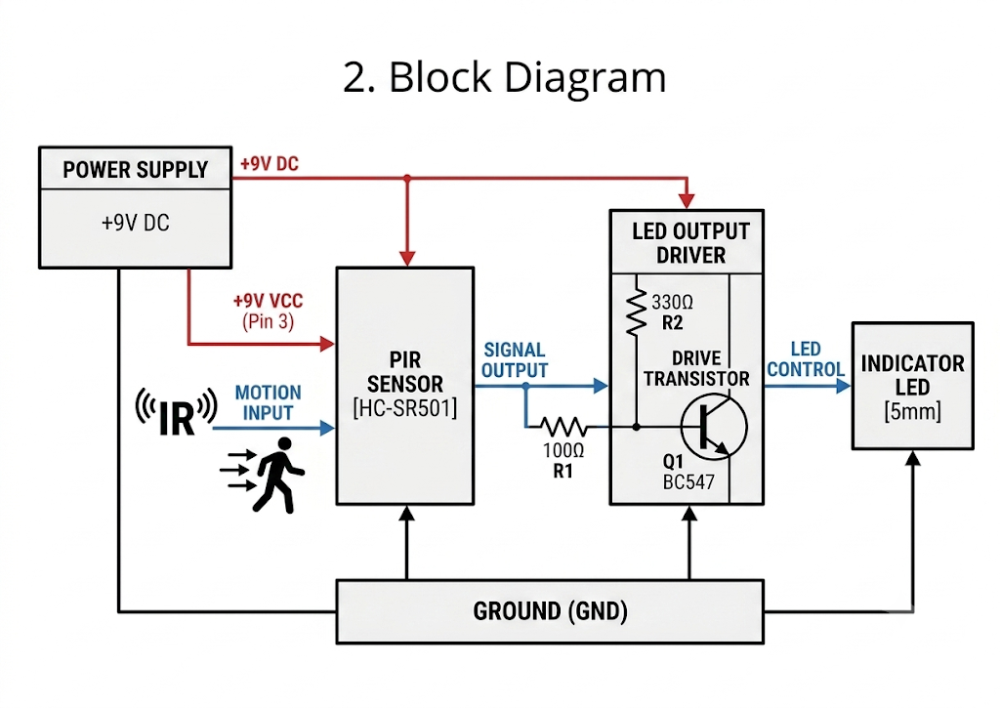 2. Block Diagram
POWER SUPPLY
+9V DC
+9V DC
+9V VCC
(Pin 3)
IR
MOTION
INPUT
PIR
SENSOR
[HC-SR501]
SIGNAL
OUTPUT
100Ω
R1
LED OUTPUT
DRIVER
330Ω
R2
DRIVE
TRANSISTOR
Q1
BC547
LED
CONTROL
INDICATOR
LED
[5mm]
GROUND (GND)